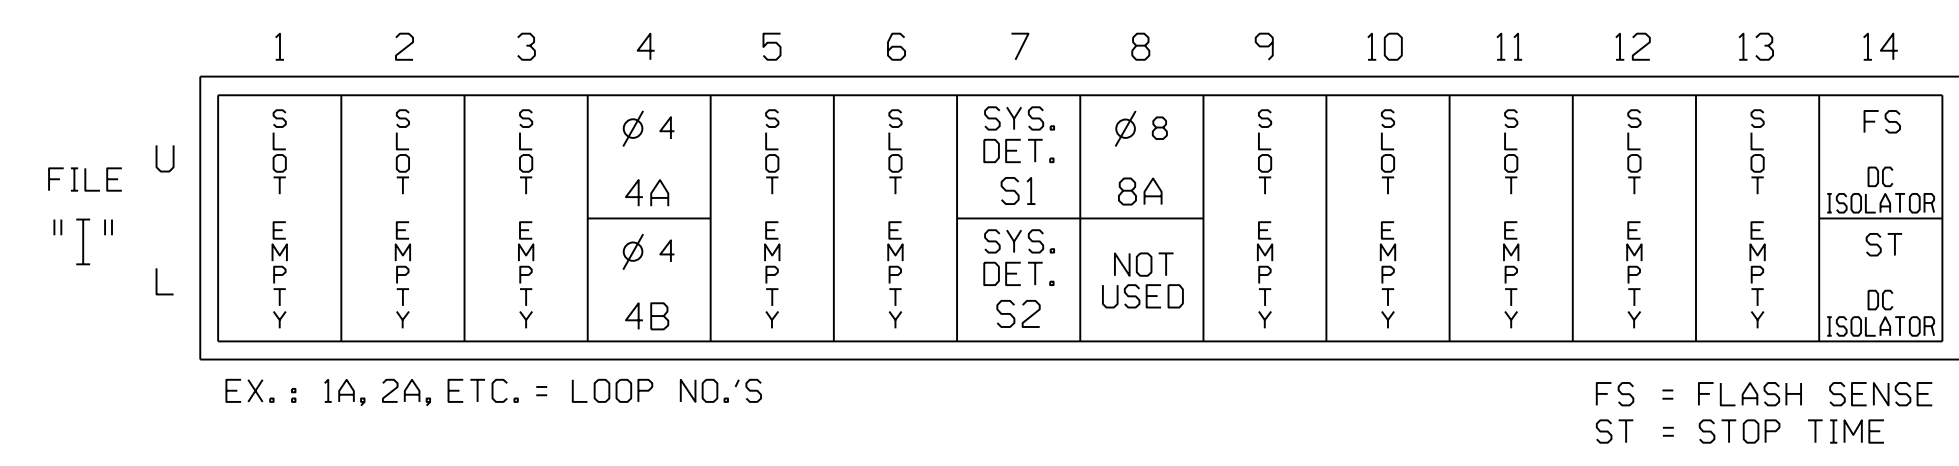 1 2 3 4 5 6 7 8 9 10 11 12 13 14
FILE
"I"
U
L
SLOT EMPTY
SLOT EMPTY
SLOT EMPTY
Ø 4
4A
Ø 4
4B
SLOT EMPTY
SLOT EMPTY
SYS.
DET.
S1
SYS.
DET.
S2
Ø 8
8A
NOT
USED
SLOT EMPTY
SLOT EMPTY
SLOT EMPTY
SLOT EMPTY
SLOT EMPTY
FS
DC
ISOLATOR
ST
DC
ISOLATOR
EX.: 1A, 2A, ETC. = LOOP NO.'S
FS = FLASH SENSE
ST = STOP TIME